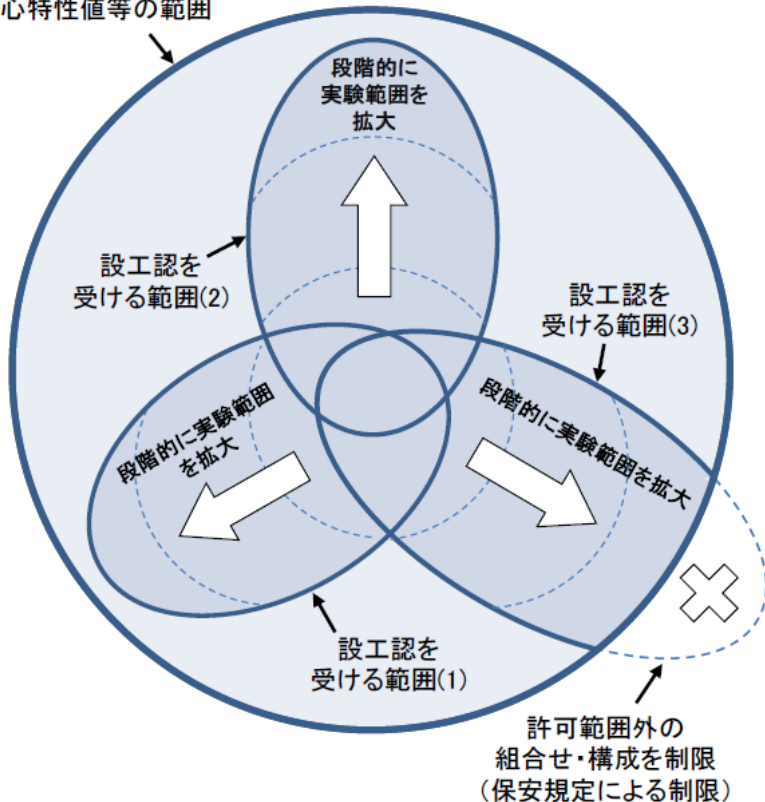 心特性値等の範囲
段階的に
実験範囲を
拡大
設工認を
受ける範囲(2)
設工認を
受ける範囲(3)
段階的に実験範囲
を拡大
段階的に実験範囲を拡大
設工認を
受ける範囲(1)
許可範囲外の
組合せ・構成を制限
(保安規定による制限)